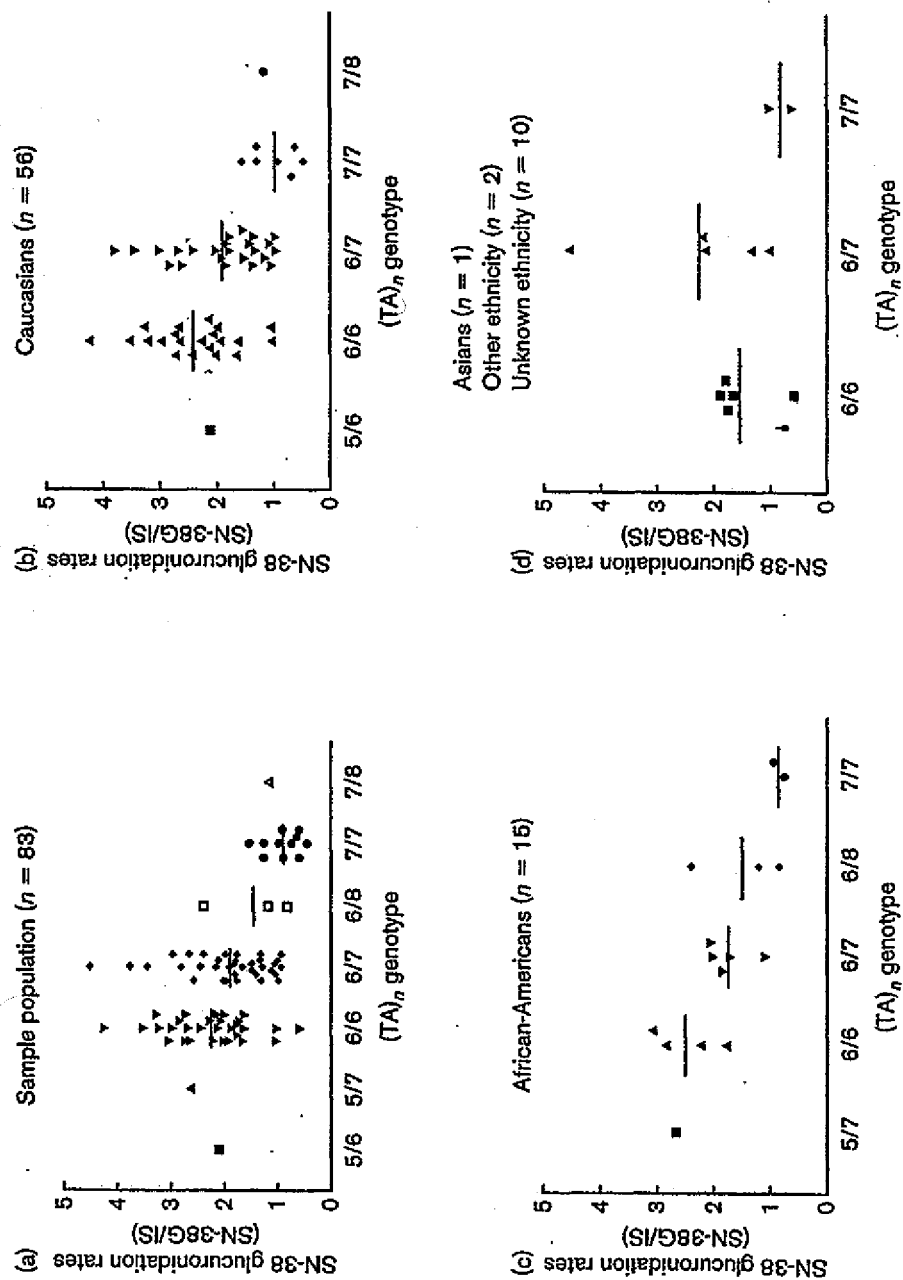 (a)
Sample population (n = 83)
SN-38 glucuronidation rates
(SN-38G/IS)
5
4
3
2
1
0
5/6 5/7 6/6 6/7 6/8 7/7 7/8
(TA)n genotype
(b)
Caucasians (n = 56)
SN-38 glucuronidation rates
(SN-38G/IS)
5
4
3
2
1
0
5/6 6/6 6/7 7/7 7/8
(TA)n genotype
(c)
African-Americans (n = 15)
SN-38 glucuronidation rates
(SN-38G/IS)
5
4
3
2
1
0
5/7 6/6 6/7 6/8 7/7
(TA)n genotype
(d)
Asians (n = 1)
Other ethnicity (n = 2)
Unknown ethnicity (n = 10)
SN-38 glucuronidation rates
(SN-38G/IS)
5
4
3
2
1
0
6/6 6/7 7/7
(TA)n genotype